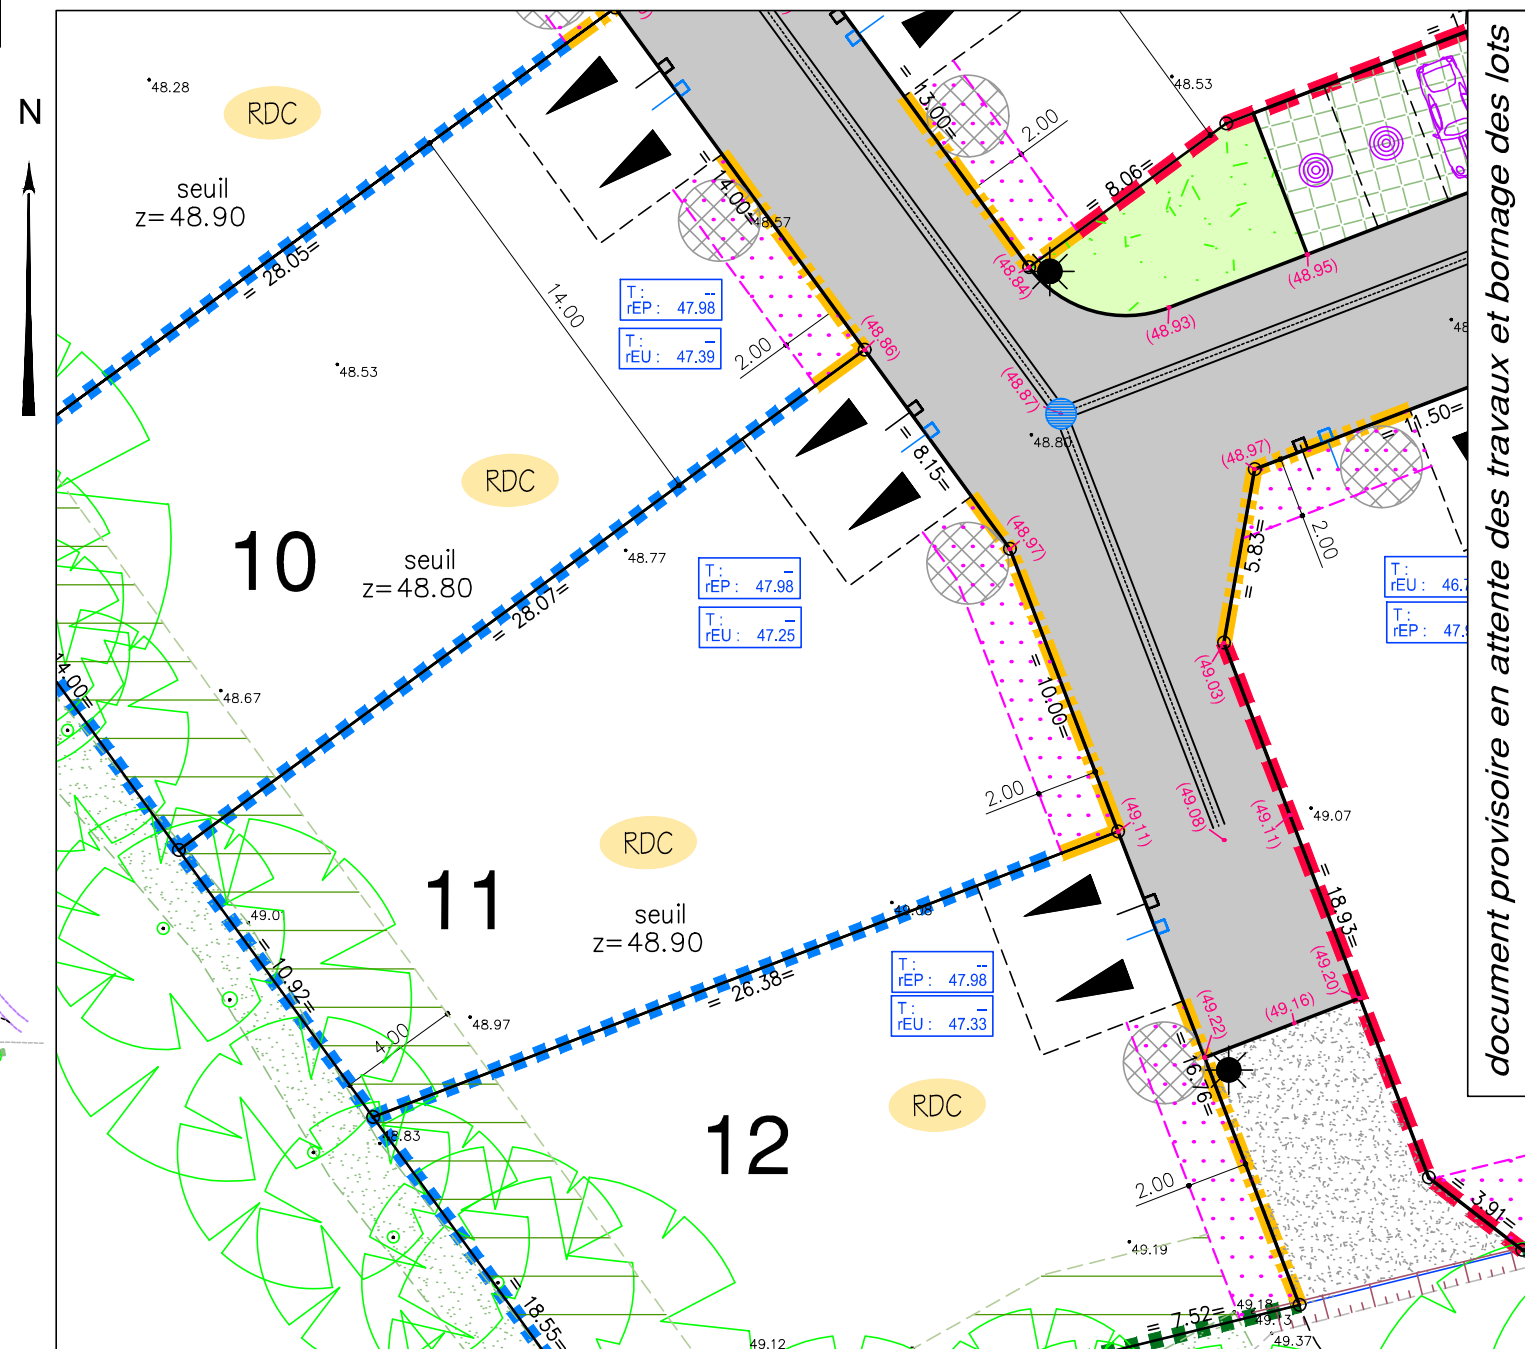 N
48.28
RDC
seuil
z=48.90
= 28.05=
= 14.00=
48.57
= 13.00=
2.00
48.53
= 8.06=
(48.84)
(48.95)
(48.93)
T : --
rEP : 47.98
T : --
rEU : 47.39
14.00
2.00
(48.86)
(48.87)
48.80
48.53
RDC
10
seuil
z=48.80
48.77
= 28.07=
= 8.15=
(48.97)
(48.97)
= 11.50=
2.00
= 5.83=
T : --
rEP : 47.98
T : --
rEU : 47.25
T :
rEU :
T :
rEP :
(49.03)
14.00=
48.67
= 10.00=
2.00
(49.11)
(49.08)
(49.11)
49.07
RDC
11
seuil
z=48.90
49.08
= 18.93=
= 26.38=
T : --
rEP : 47.98
T : --
rEU : 47.33
= 10.92=
4.00
48.97
(49.20)
(49.16)
(49.22)
RDC
12
= 6.76=
2.00
= 3.91=
49.19
= 18.55=
= 7.52=
49.18
49.37
49.12
document provisoire en attente des travaux et bornage des lots